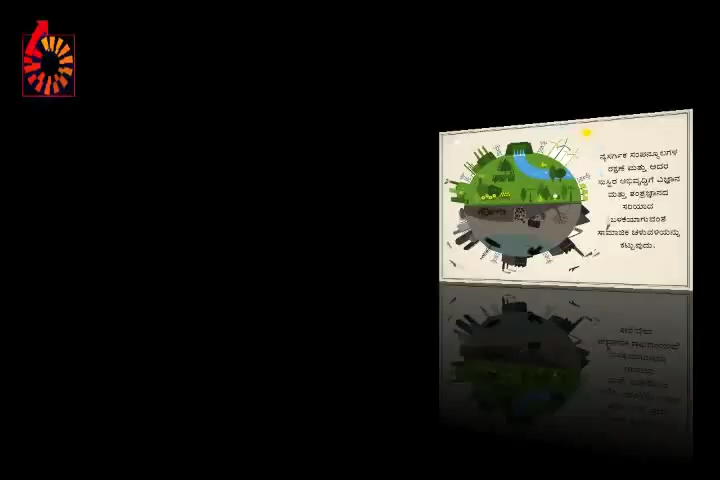 ನೈಸರ್ಗಿಕ ಸಂಪನ್ಮೂಲಗಳ
ರಕ್ಷಣೆ ಮತ್ತು ಅದರ
ಸುಸ್ಥಿರ ಅಭಿವೃದ್ಧಿಗೆ ವಿಜ್ಞಾನ
ಮತ್ತು ತಂತ್ರಜ್ಞಾನದ
ಸರಿಯಾದ
ಬಳಕೆಯಾಗುವಂತೆ
ಸಾಮಾಜಿಕ ಚಳುವಳಿಯನ್ನು
ಕಟ್ಟುವುದು.